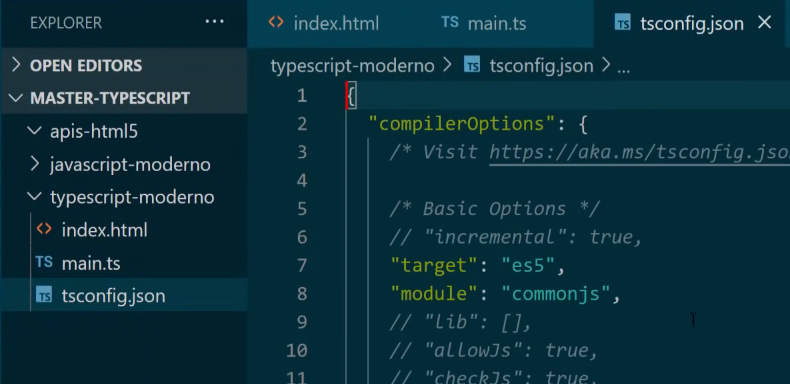 EXPLORER ···
OPEN EDITORS
MASTER-TYPESCRIPT
apis-html5
javascript-moderno
typescript-moderno
<> index.html
TS main.ts
TS tsconfig.json
<> index.html TS main.ts TS tsconfig.json ×
typescript-moderno > TS tsconfig.json > ...
1 {
2 "compilerOptions": {
3 /* Visit https://aka.ms/tsconfig.jso
4
5 /* Basic Options */
6 // "incremental": true,
7 "target": "es5",
8 "module": "commonjs",
9 // "lib": [],
10 // "allowJs": true,
11 // "checkJs": true,